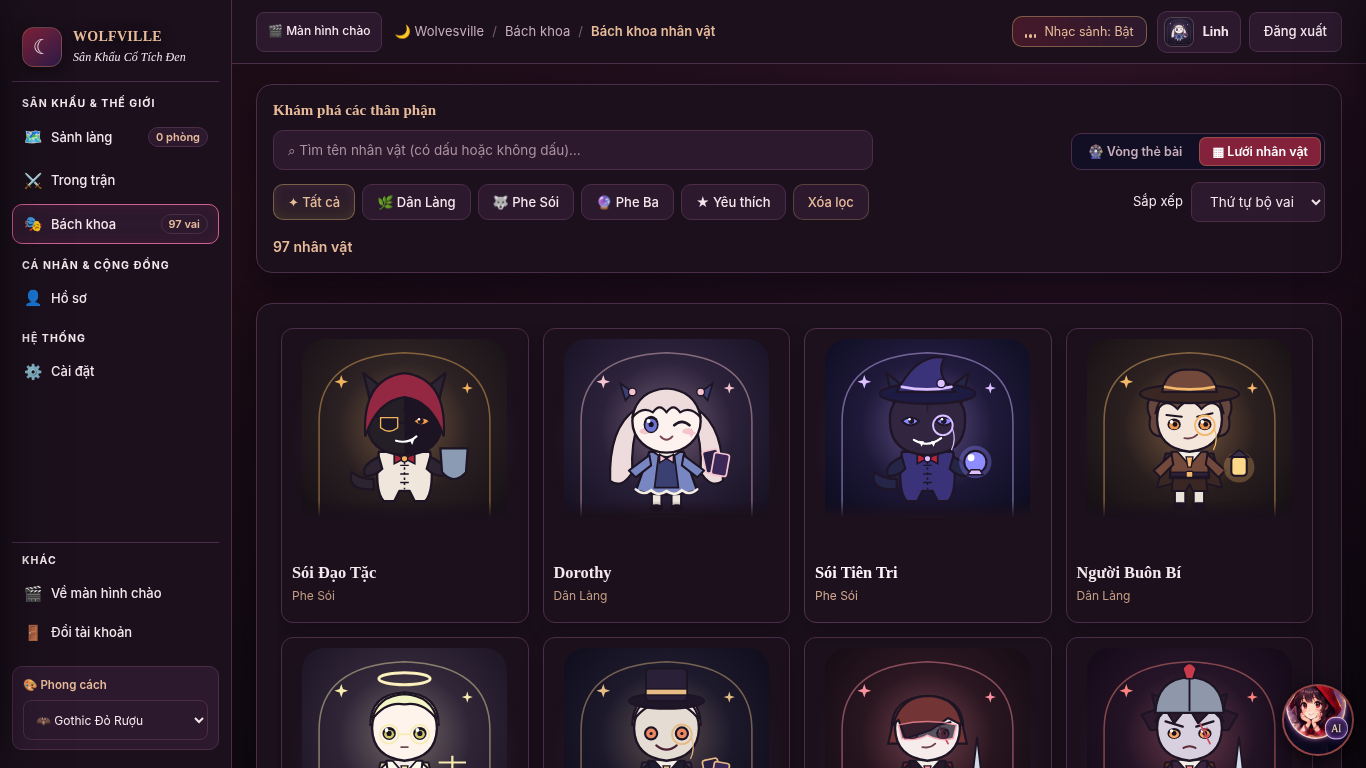 WOLFVILLE
Sân Khấu Cổ Tích Đen
SÂN KHẤU & THẾ GIỚI
Sảnh làng
0 phòng
Trong trận
Bách khoa
97 vai
CÁ NHÂN & CỘNG ĐỒNG
Hồ sơ
HỆ THỐNG
Cài đặt
KHÁC
Về màn hình chào
Đổi tài khoản
Phong cách
Gothic Đỏ Rượu
Màn hình chào
Wolvesville / Bách khoa / Bách khoa nhân vật
Nhạc sảnh: Bật
Linh
Đăng xuất
Khám phá các thân phận
Tìm tên nhân vật (có dấu hoặc không dấu)...
Vòng thẻ bài
Lưới nhân vật
Tất cả
Dân Làng
Phe Sói
Phe Ba
Yêu thích
Xóa lọc
Sắp xếp
Thứ tự bộ vai
97 nhân vật
Sói Đạo Tặc
Phe Sói
Dorothy
Dân Làng
Sói Tiên Tri
Phe Sói
Người Buôn Bí
Dân Làng
AI